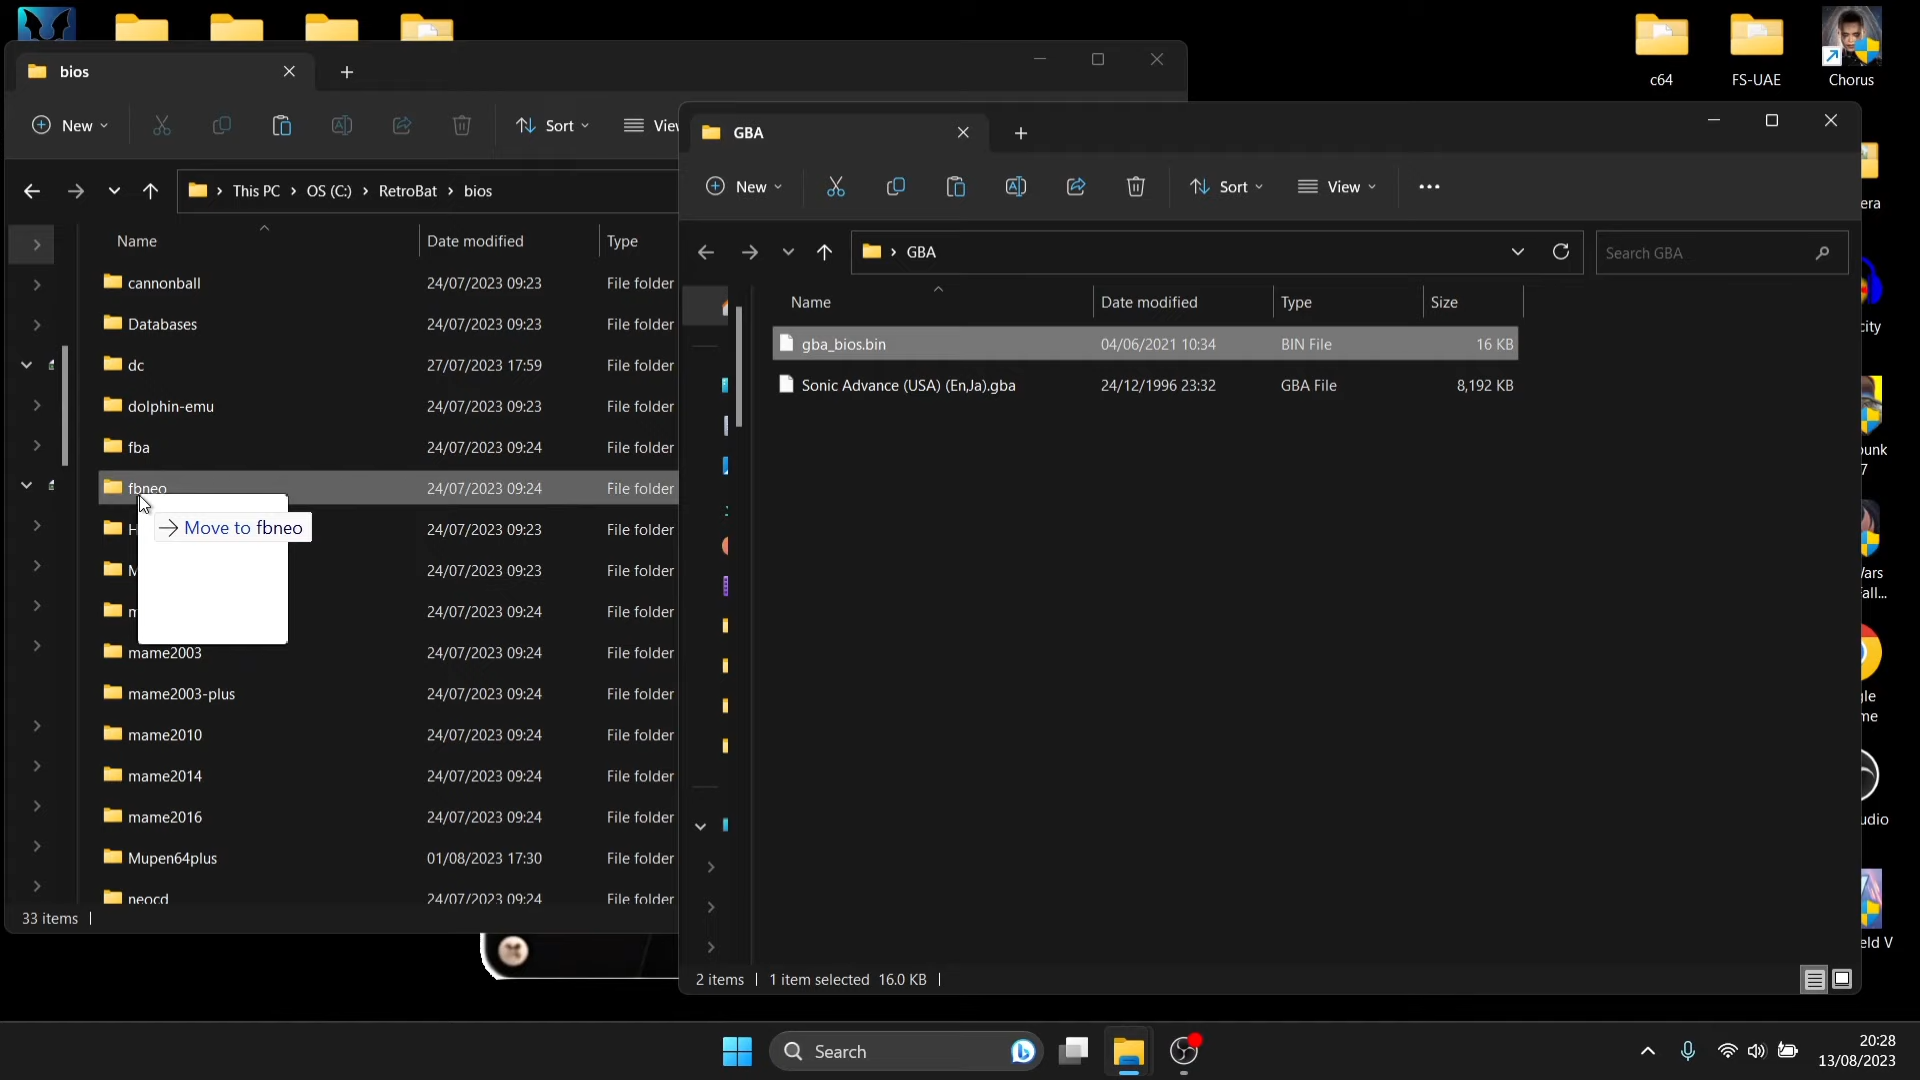 bios
New
Sort
This PC
OS (C:)
RetroBat
bios
Name
Date modified
Type
cannonball
24/07/2023 09:23
File folder
Databases
24/07/2023 09:23
File folder
dc
27/07/2023 17:59
File folder
dolphin-emu
24/07/2023 09:23
File folder
fba
24/07/2023 09:24
File folder
fbneo
24/07/2023 09:24
File folder
Move to fbneo
24/07/2023 09:23
File folder
24/07/2023 09:23
File folder
24/07/2023 09:24
File folder
mame2003
24/07/2023 09:24
File folder
mame2003-plus
24/07/2023 09:24
File folder
mame2010
24/07/2023 09:24
File folder
mame2014
24/07/2023 09:24
File folder
mame2016
24/07/2023 09:24
File folder
Mupen64plus
01/08/2023 17:30
File folder
neocd
24/07/2023 09:24
File folder
33 items
GBA
New
Sort
View
GBA
Search GBA
Name
Date modified
Type
Size
gba_bios.bin
04/06/2021 10:34
BIN File
16 KB
Sonic Advance (USA) (En,Ja).gba
24/12/1996 23:32
GBA File
8,192 KB
2 items
1 item selected 16.0 KB
c64
FS-UAE
Chorus
Search
20:28
13/08/2023